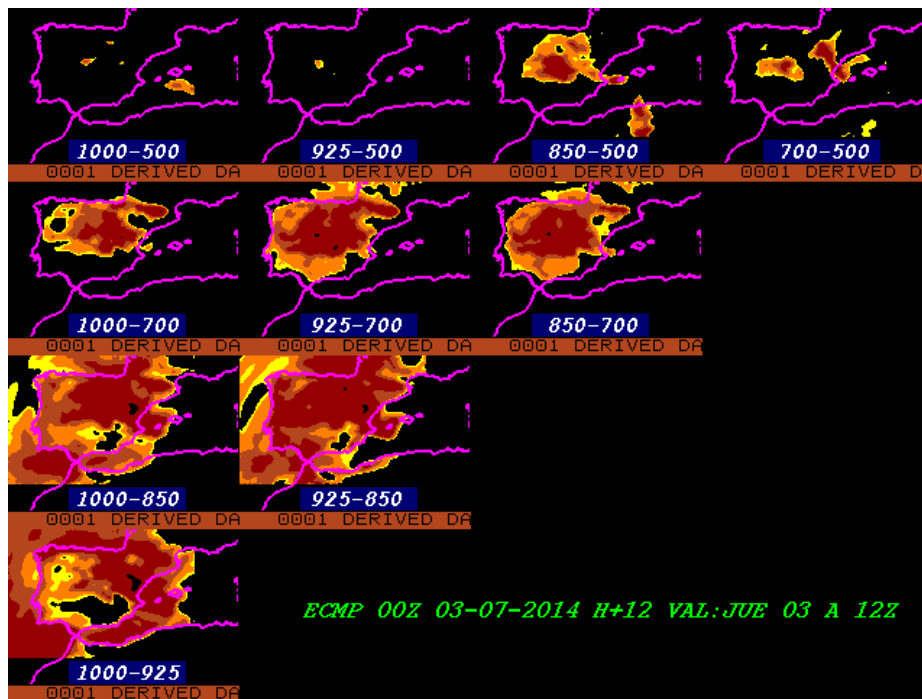 1000-500 925-500 850-500 700-500
0001 DERIVED DA 0001 DERIVED DA 0001 DERIVED DA 0001 DERIVED D
1000-700 925-700 850-700
0001 DERIVED DA 0001 DERIVED DA 0001 DERIVED DA
1000-850 925-850
0001 DERIVED DA 0001 DERIVED DA
ECMP 00Z 03-07-2014 H+12 VAL:JUE 03 A 12Z
1000-925
0001 DERIVED DA